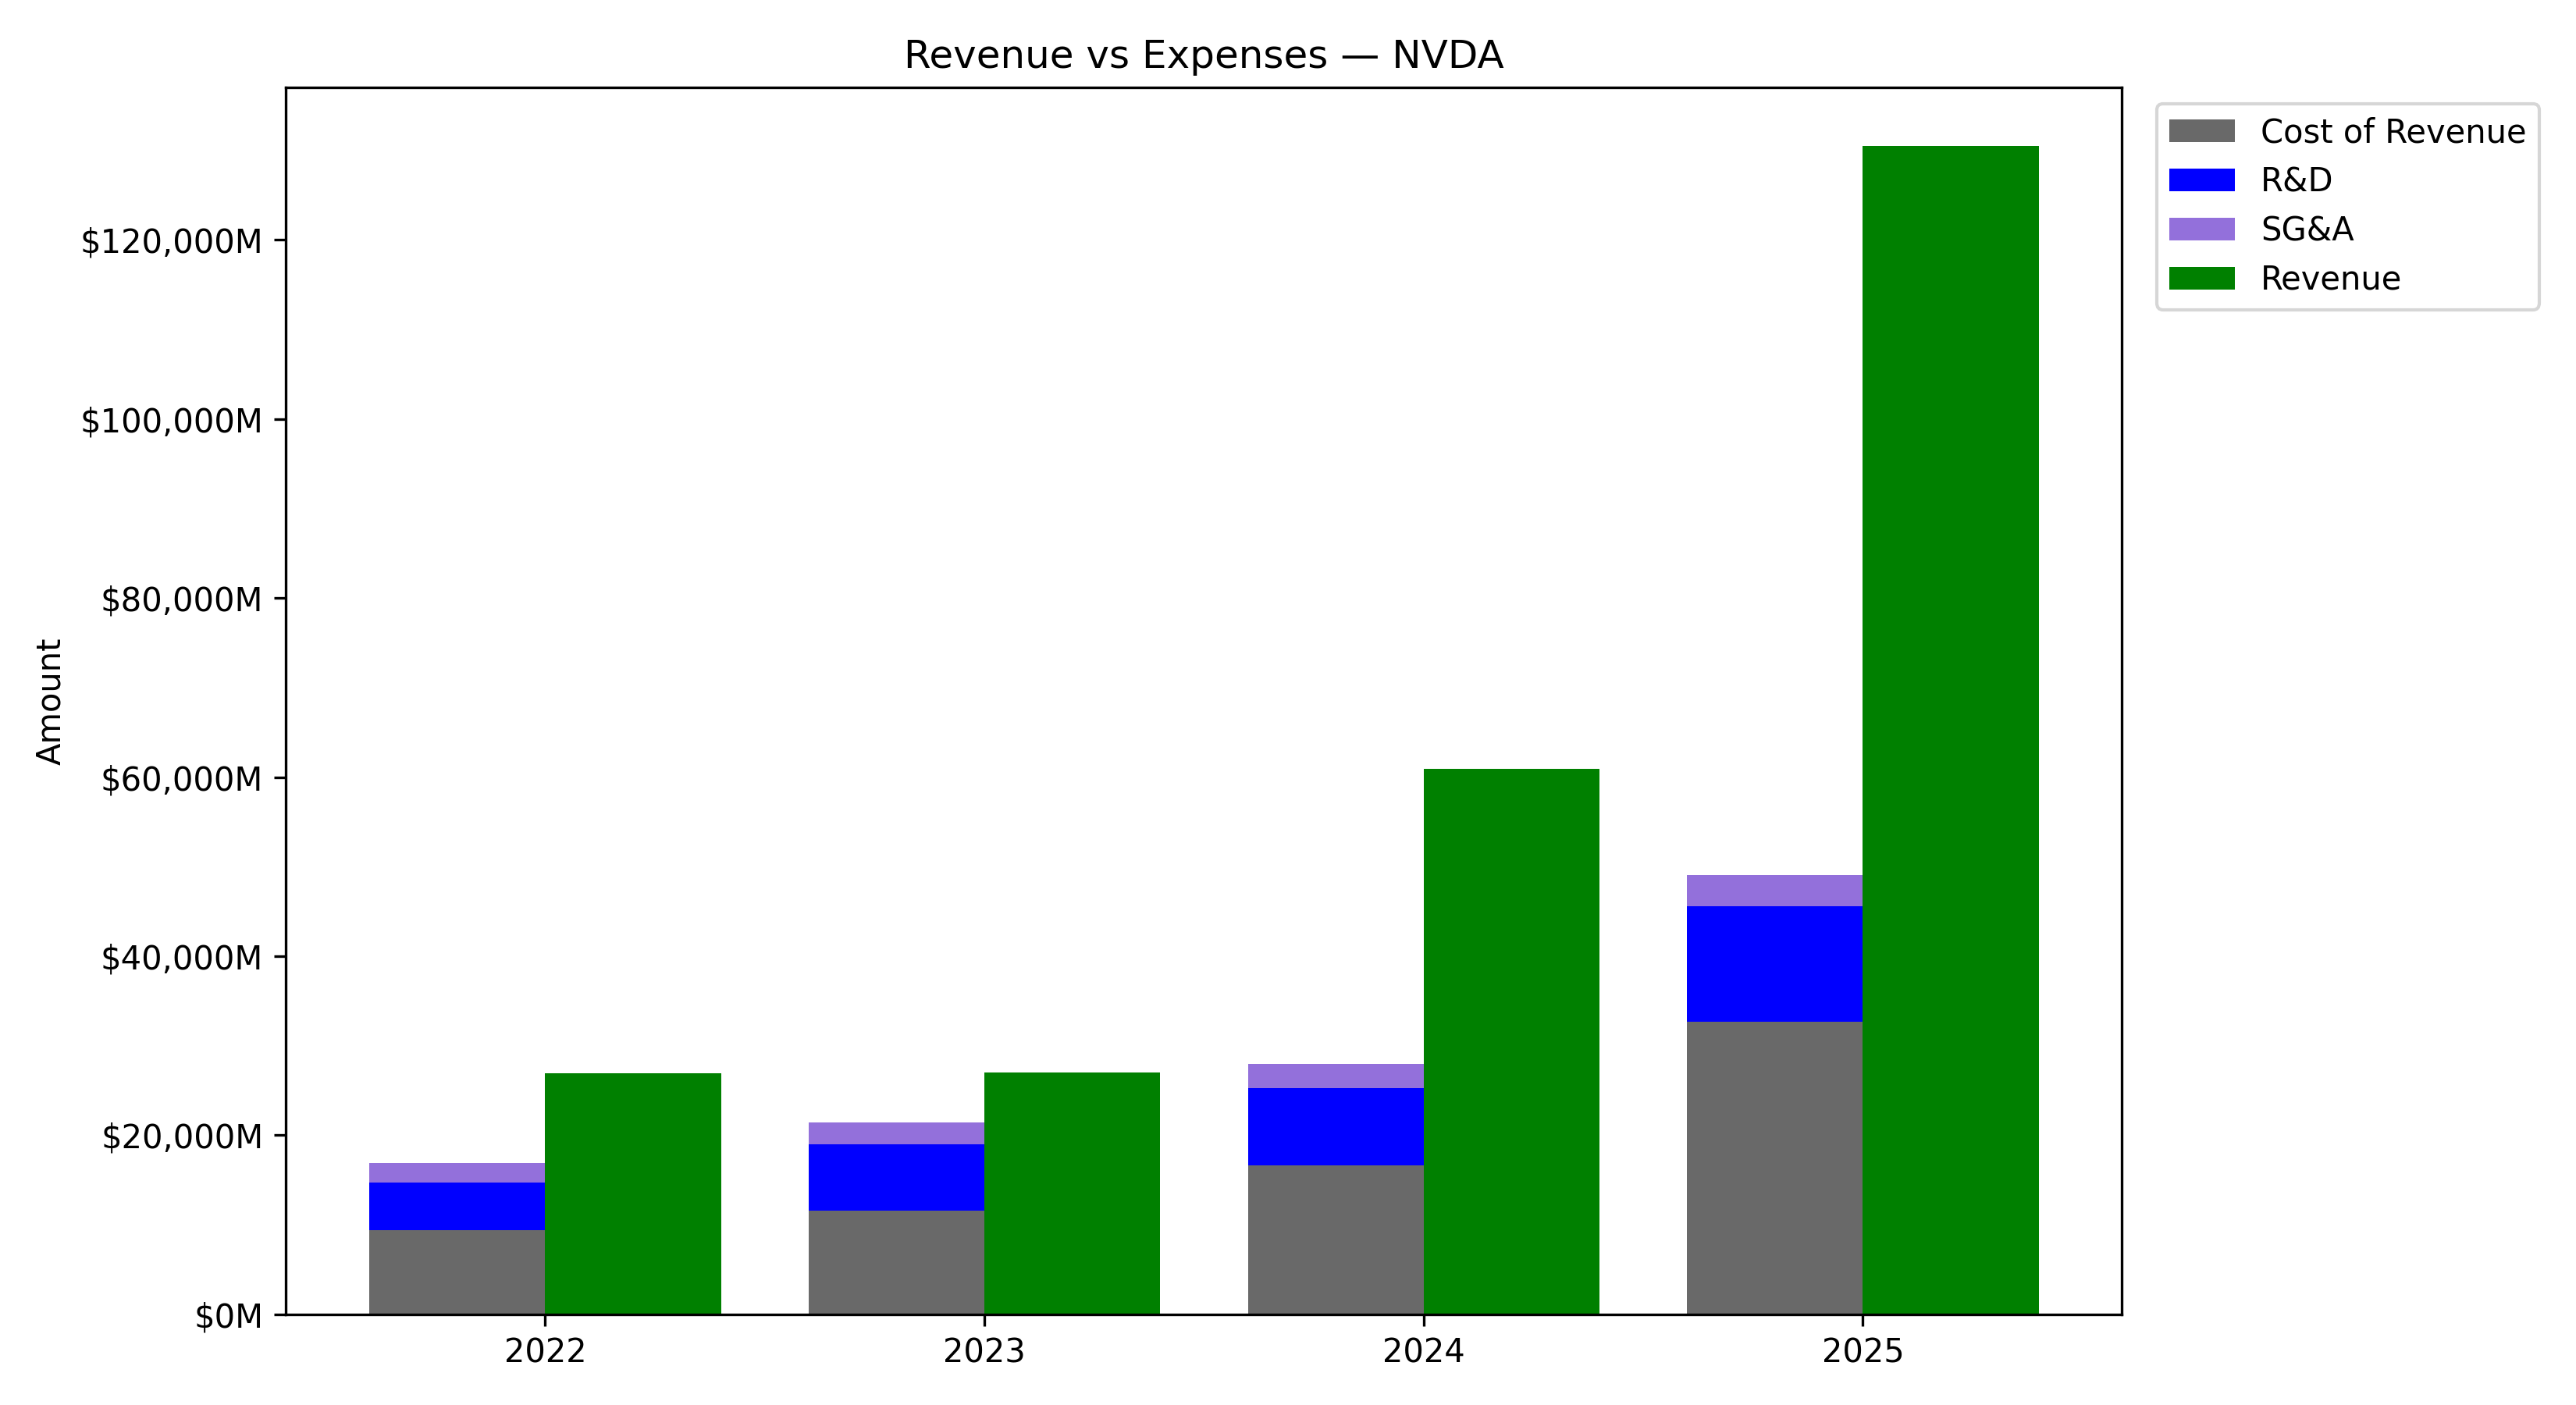 Revenue vs Expenses — NVDA
Cost of Revenue
R&D
SG&A
Revenue
Amount
$120,000M
$100,000M
$80,000M
$60,000M
$40,000M
$20,000M
$0M
2022 2023 2024 2025